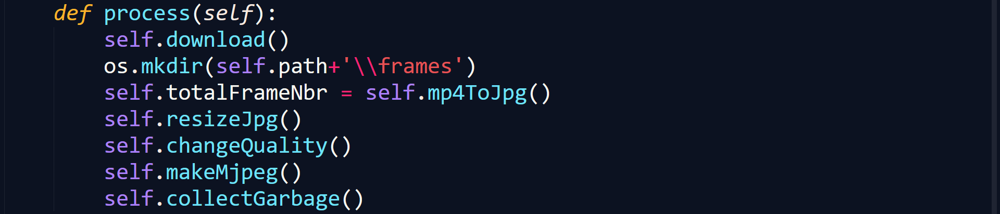 def process(self):
self.download()
os.mkdir(self.path+'\\frames')
self.totalFrameNbr = self.mp4ToJpg()
self.resizeJpg()
self.changeQuality()
self.makeMjpeg()
self.collectGarbage()